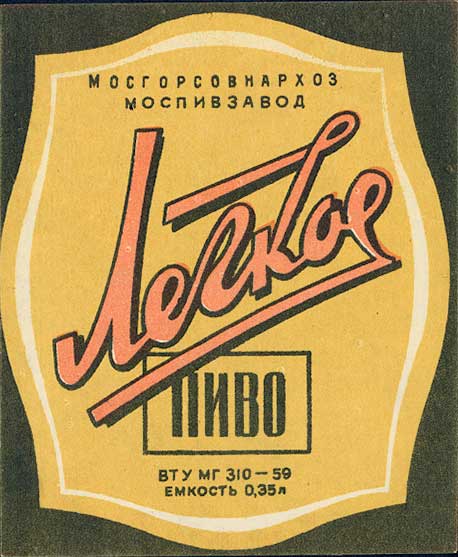 МОСГОРСОВНАРХОЗ
МОСПИВЗАВОД
Легкое
ПИВО
ВТУ МГ 310-59
ЕМКОСТЬ 0,35л